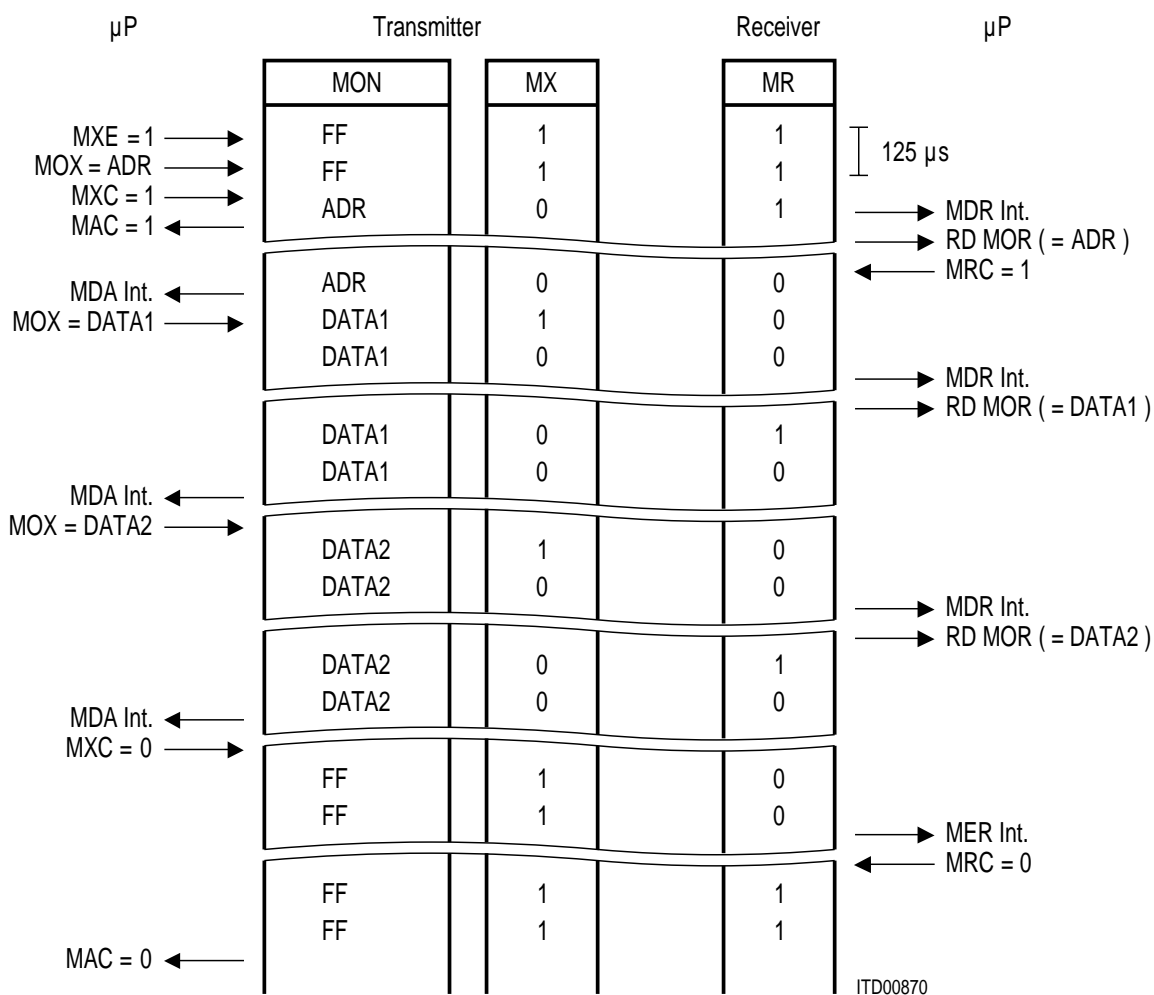 µP Transmitter Receiver µP
MON MX MR
MXE = 1 FF 1 1
125 µs
MOX = ADR FF 1 1
MXC = 1 ADR 0 1 MDR Int.
MAC = 1 RD MOR ( = ADR )
MRC = 1
MDA Int. ADR 0 0
MOX = DATA1 DATA1 1 0
DATA1 0 0
MDR Int.
RD MOR ( = DATA1 )
DATA1 0 1
DATA1 0 0
MDA Int.
MOX = DATA2
DATA2 1 0
DATA2 0 0
MDR Int.
RD MOR ( = DATA2 )
DATA2 0 1
DATA2 0 0
MDA Int.
MXC = 0
FF 1 0
FF 1 0
MER Int.
MRC = 0
FF 1 1
FF 1 1
MAC = 0
ITD00870